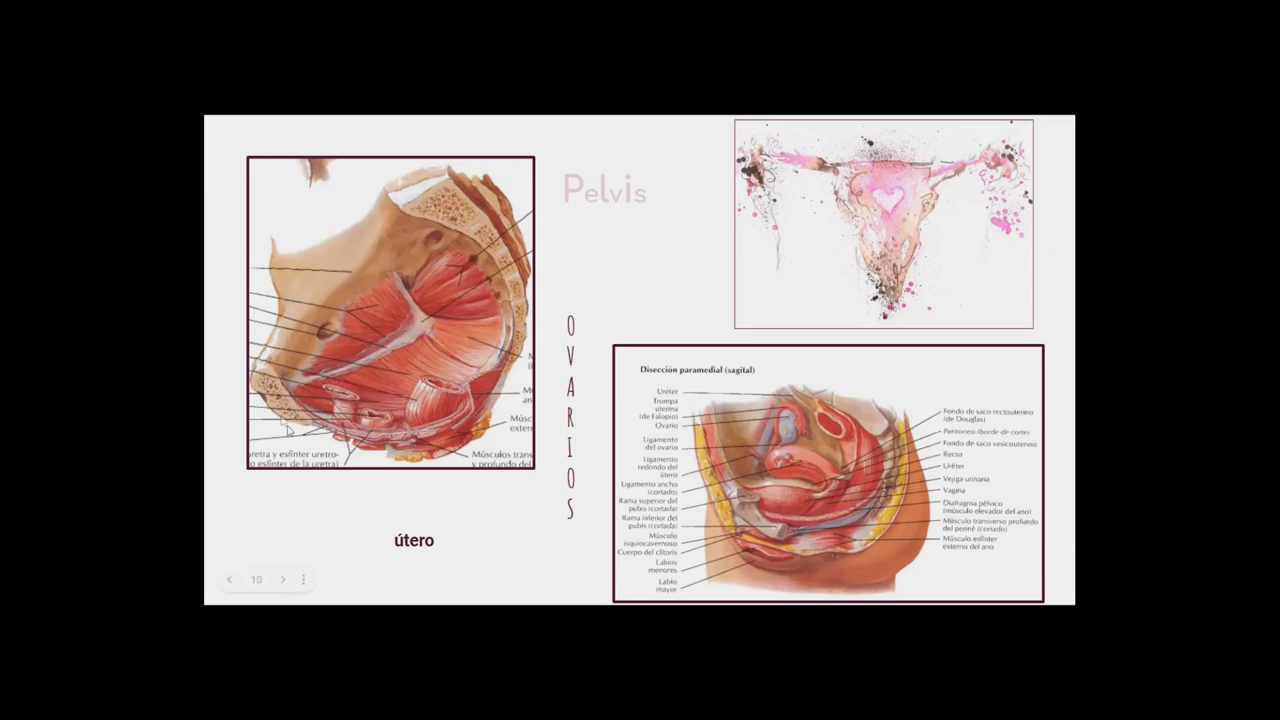 Pelvis
O
V
A
R
I
O
S
Múscu
extern
uretra y esfínter uretro-
o esfínter de la uretra)
Músculos trans
y profundo del
útero
10
Disección paramedial (sagital)
Uréter
Trompa
uterina
(de Falopio)
Ovario
Ligamento
del ovario
Ligamento
redondo del
útero
Ligamento ancho
(cortado)
Rama superior del
pubis (cortada)
Rama inferior del
pubis (cortada)
Músculo
isquiocavernoso
Cuerpo del clítoris
Labios
menores
Labio
mayor
Fondo de saco rectouterino
(de Douglas)
Peritoneo (borde de corte)
Fondo de saco vesicouterino
Recto
Uréter
Vejiga urinaria
Vagina
Diafragma pélvico
(músculo elevador del ano)
Músculo transverso profundo
del periné (cortado)
Músculo esfínter
externo del ano